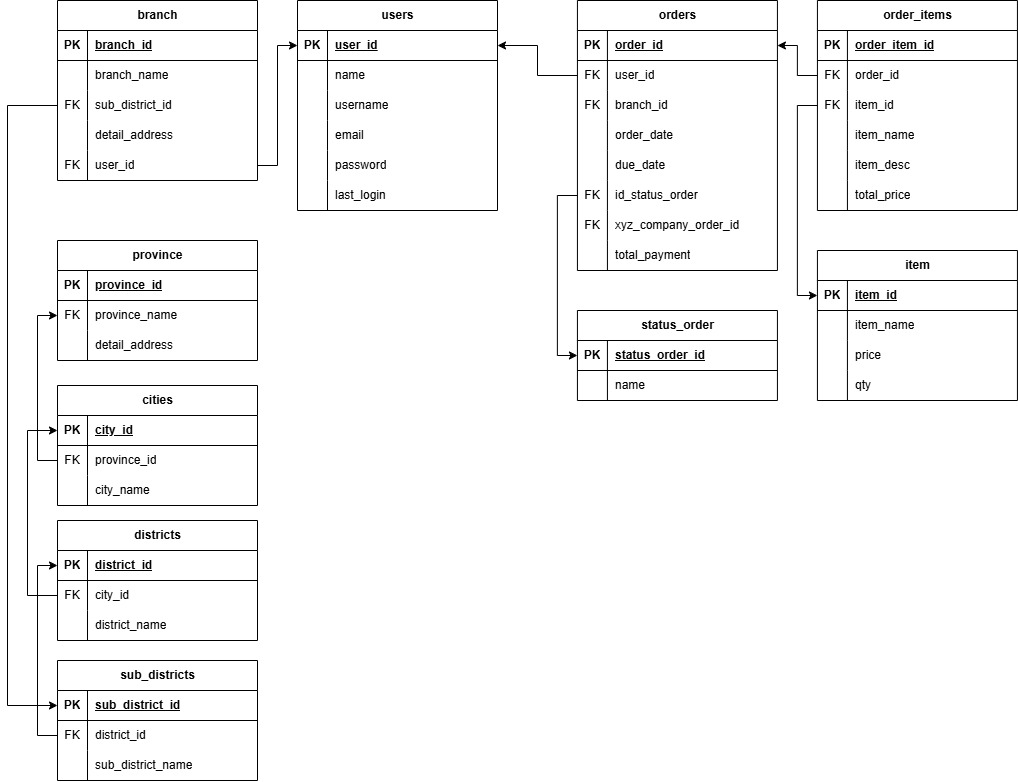 branch
PK branch_id
branch_name
FK sub_district_id
detail_address
FK user_id
users
PK user_id
name
username
email
password
last_login
orders
PK order_id
FK user_id
FK branch_id
order_date
due_date
FK id_status_order
FK xyz_company_order_id
total_payment
order_items
PK order_item_id
FK order_id
FK item_id
item_name
item_desc
total_price
province
PK province_id
FK province_name
detail_address
item
PK item_id
item_name
price
qty
status_order
PK status_order_id
name
cities
PK city_id
FK province_id
city_name
districts
PK district_id
FK city_id
district_name
sub_districts
PK sub_district_id
FK district_id
sub_district_name